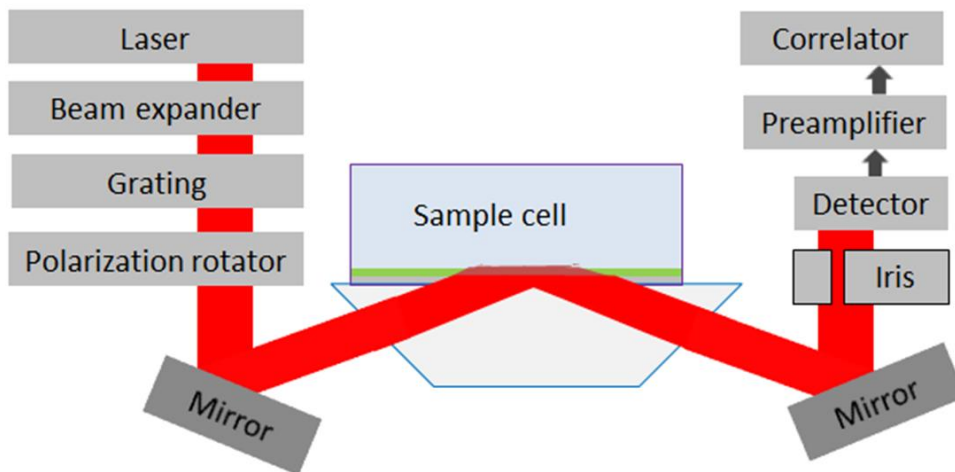 Laser
Beam expander
Grating
Polarization rotator
Mirror
Sample cell
Correlator
Preamplifier
Detector
Iris
Mirror